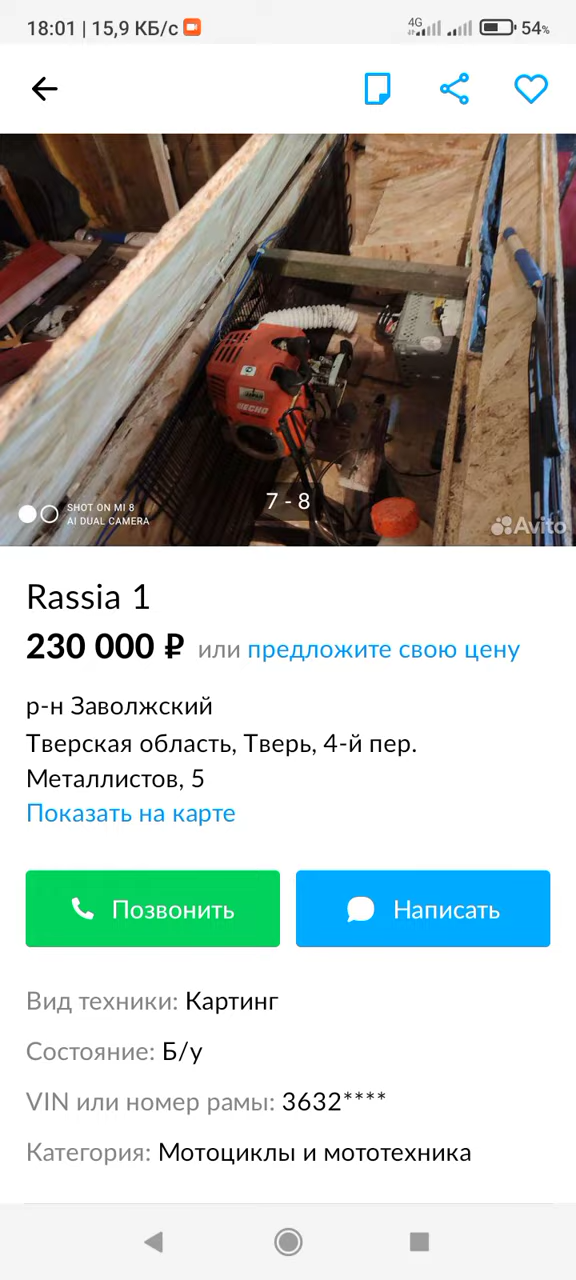 18:01 | 15,9 КБ/с
4G
54%
ECHO
7 - 8
SHOT ON MI 8
AI DUAL CAMERA
Avito
Rassia 1
230 000 ₽ или предложите свою цену
р-н Заволжский
Тверская область, Тверь, 4-й пер.
Металлистов, 5
Показать на карте
Позвонить
Написать
Вид техники: Картинг
Состояние: Б/у
VIN или номер рамы: 3632****
Категория: Мотоциклы и мототехника